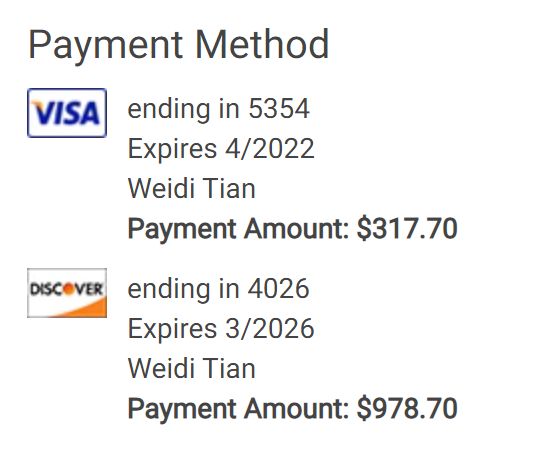 Payment Method
VISA
ending in 5354
Expires 4/2022
Weidi Tian
Payment Amount: $317.70
DISCOVER
ending in 4026
Expires 3/2026
Weidi Tian
Payment Amount: $978.70